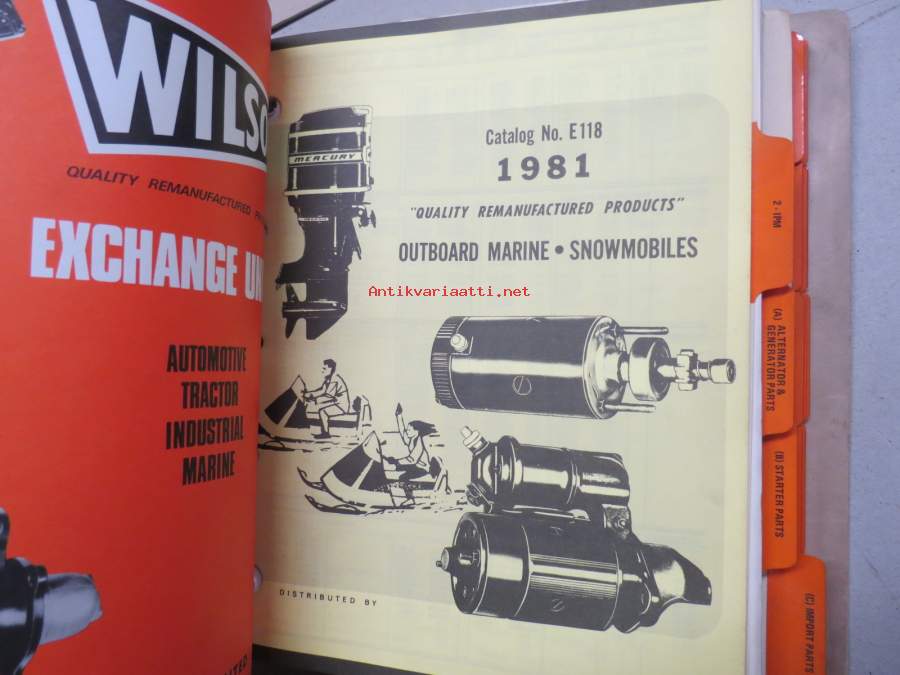 WILSO
QUALITY REMANUFACTURED
EXCHANGE UN
AUTOMOTIVE
TRACTOR
INDUSTRIAL
MARINE
Catalog No. E118
1981
"QUALITY REMANUFACTURED PRODUCTS"
OUTBOARD MARINE • SNOWMOBILES
MERCURY
Antikvariaatti.net
DISTRIBUTED BY
2 - IPM
(A) ALTERNATOR &
GENERATOR PARTS
(B) STARTER PARTS
(C) IMPORT PARTS